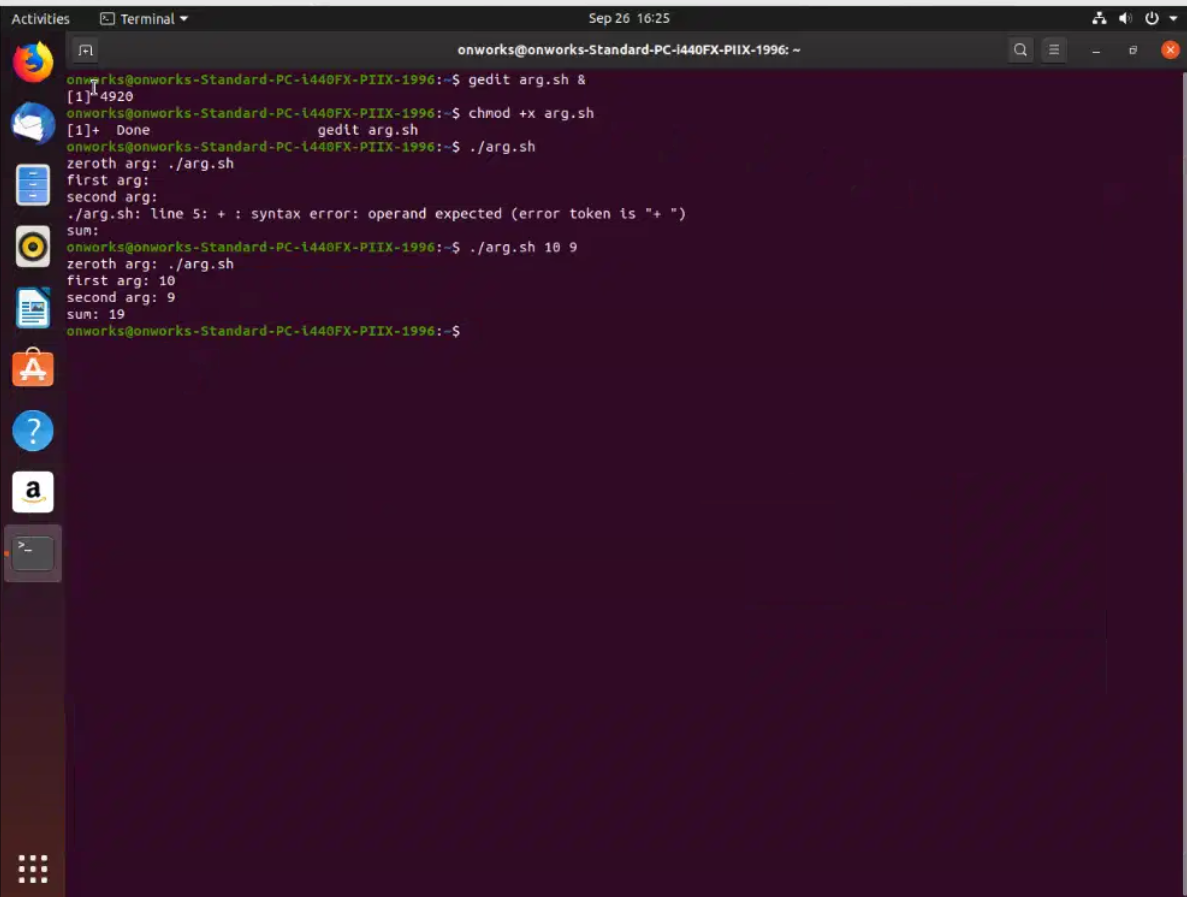 Activities Terminal Sep 26 16:25
onworks@onworks-Standard-PC-i440FX-PIIX-1996: ~
onworks@onworks-Standard-PC-i440FX-PIIX-1996:~$ gedit arg.sh &
[1] 4920
onworks@onworks-Standard-PC-i440FX-PIIX-1996:~$ chmod +x arg.sh
[1]+  Done                    gedit arg.sh
onworks@onworks-Standard-PC-i440FX-PIIX-1996:~$ ./arg.sh
zeroth arg: ./arg.sh
first arg:
second arg:
./arg.sh: line 5: + : syntax error: operand expected (error token is "+ ")
sum:
onworks@onworks-Standard-PC-i440FX-PIIX-1996:~$ ./arg.sh 10 9
zeroth arg: ./arg.sh
first arg: 10
second arg: 9
sum: 19
onworks@onworks-Standard-PC-i440FX-PIIX-1996:~$
?
a
>_